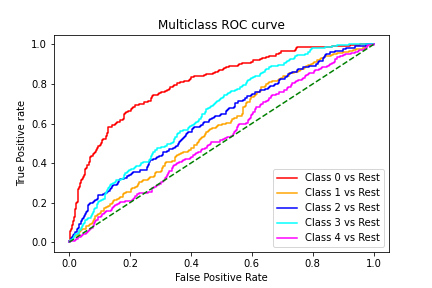 Multiclass ROC curve
True Positive rate
1.0
0.8
0.6
0.4
0.2
0.0
0.0
0.2
0.4
0.6
0.8
1.0
False Positive Rate
Class 0 vs Rest
Class 1 vs Rest
Class 2 vs Rest
Class 3 vs Rest
Class 4 vs Rest